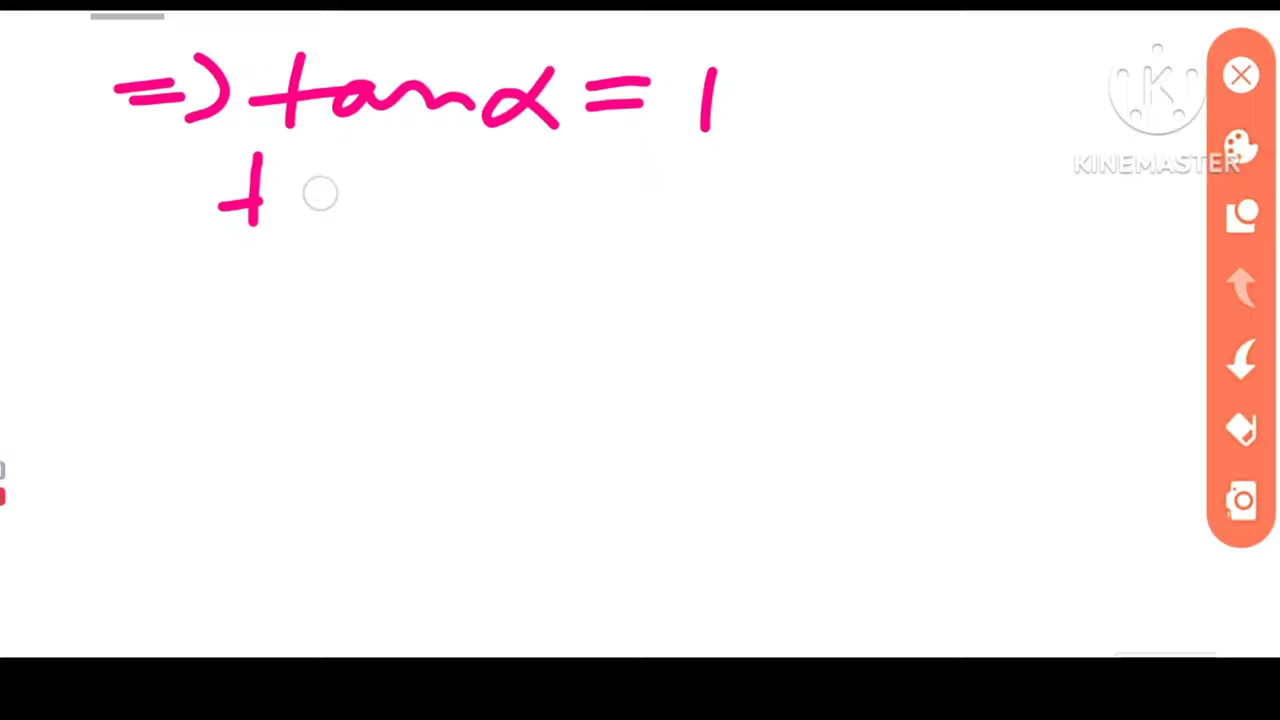 => tanα = 1
t
KINEMASTER